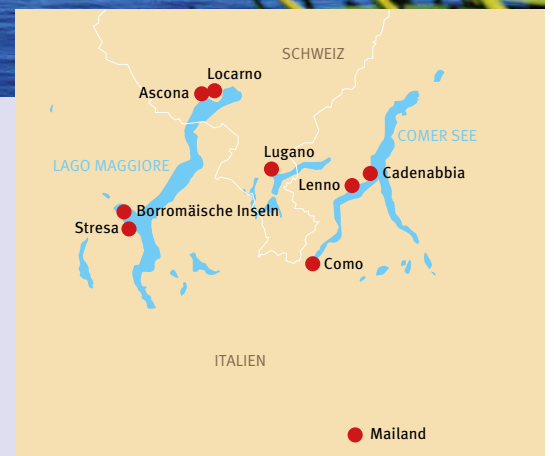 SCHWEIZ
Locarno
Ascona
COMER SEE
Lugano
LAGO MAGGIORE
Cadenabbia
Lenno
Borromäische Inseln
Stresa
Como
ITALIEN
Mailand